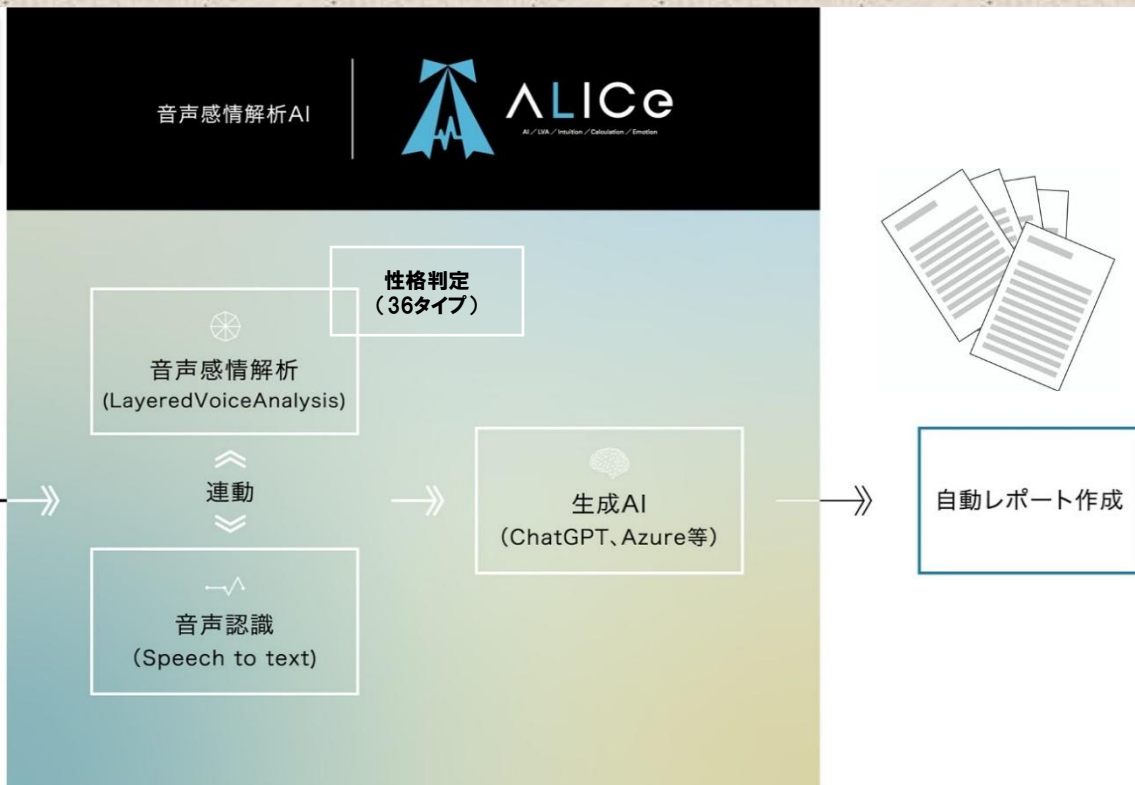 音声感情解析AI
ALICe
AI／LVA／Intuition／Calculation／Emotion
性格判定
（36タイプ）
音声感情解析
(LayeredVoiceAnalysis)
連動
音声認識
（Speech to text)
生成AI
（ChatGPT、Azure等）
自動レポート作成